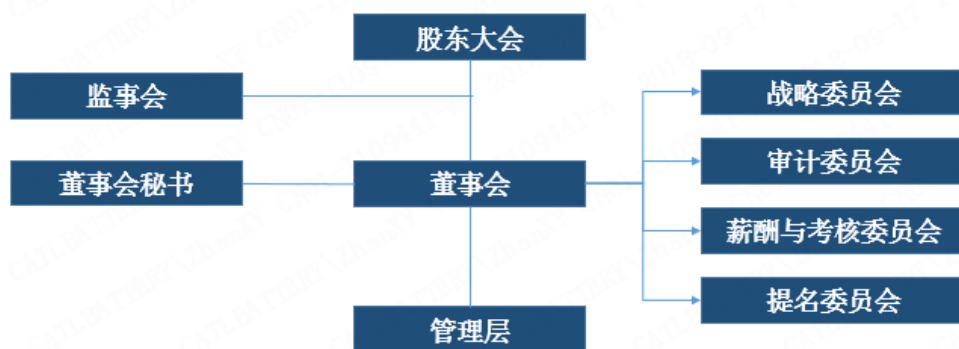 股东大会
监事会
战略委员会
审计委员会
董事会秘书
董事会
薪酬与考核委员会
提名委员会
管理层